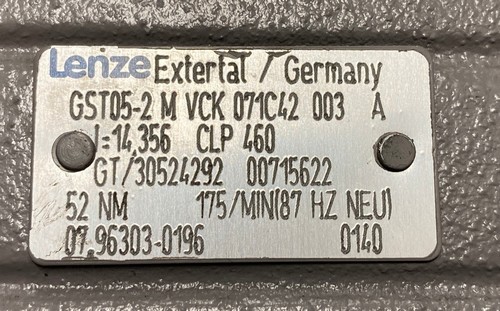 Lenze Extertal / Germany
GST05-2 M VCK 071C42 003 A
I=14,356 CLP 460
GT/30524292 00715622
52 NM 175/MIN(87 HZ NEU)
07.96303-0196 0140